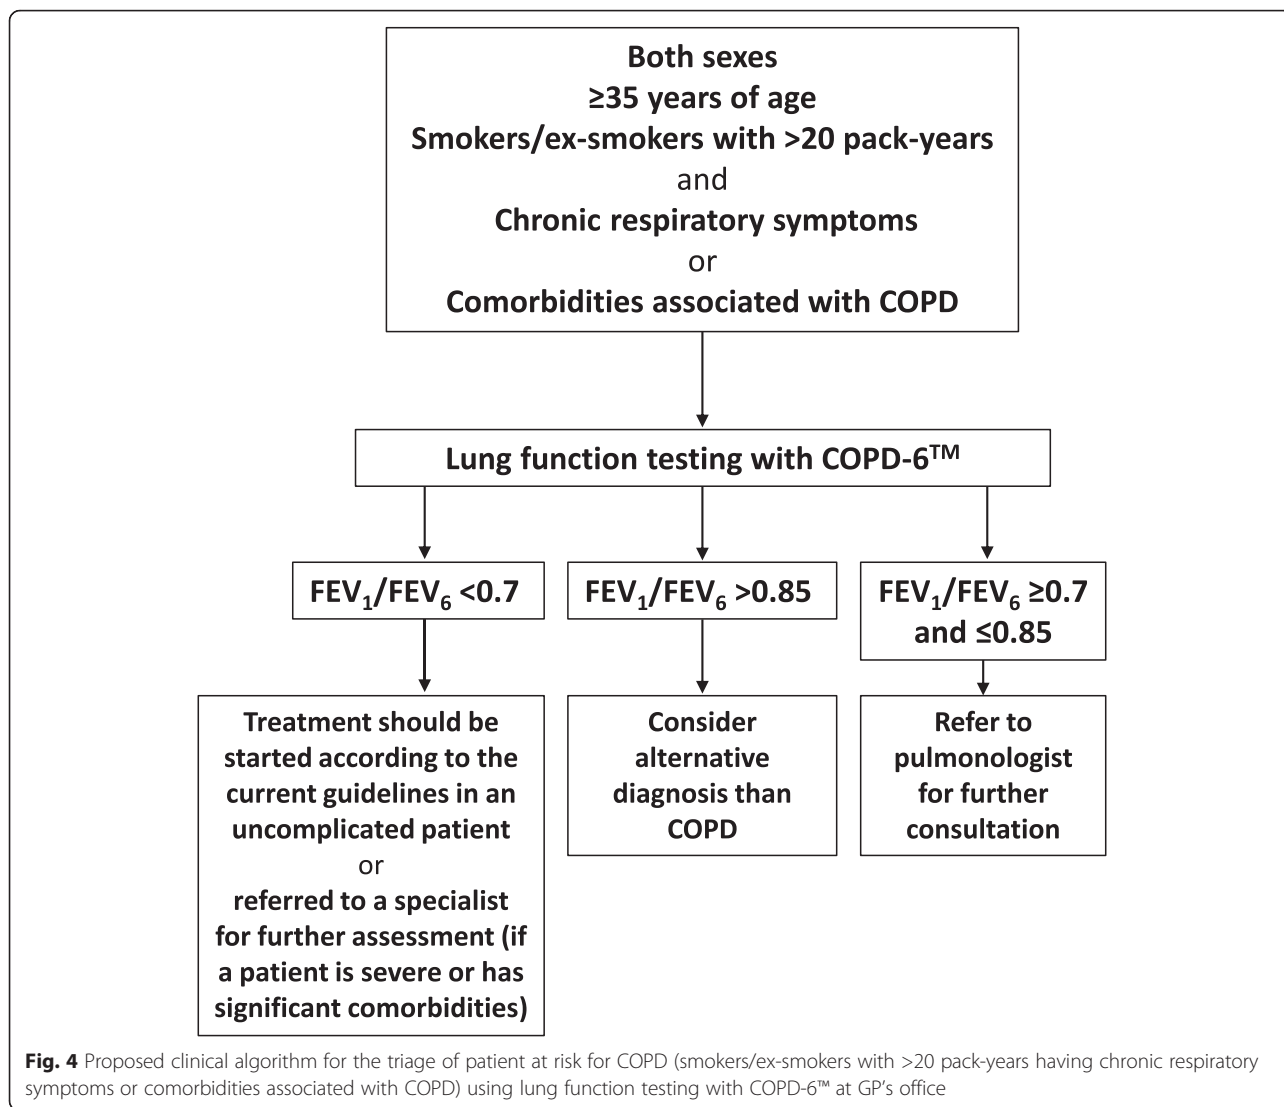 Both sexes
≥35 years of age
Smokers/ex-smokers with >20 pack-years
and
Chronic respiratory symptoms
or
Comorbidities associated with COPD
Lung function testing with COPD-6™
FEV₁/FEV₆ <0.7
FEV₁/FEV₆ >0.85
FEV₁/FEV₆ ≥0.7
and ≤0.85
Treatment should be
started according to the
current guidelines in an
uncomplicated patient
or
referred to a specialist
for further assessment (if
a patient is severe or has
significant comorbidities)
Consider
alternative
diagnosis than
COPD
Refer to
pulmonologist
for further
consultation
Fig. 4 Proposed clinical algorithm for the triage of patient at risk for COPD (smokers/ex-smokers with >20 pack-years having chronic respiratory
symptoms or comorbidities associated with COPD) using lung function testing with COPD-6™ at GP's office